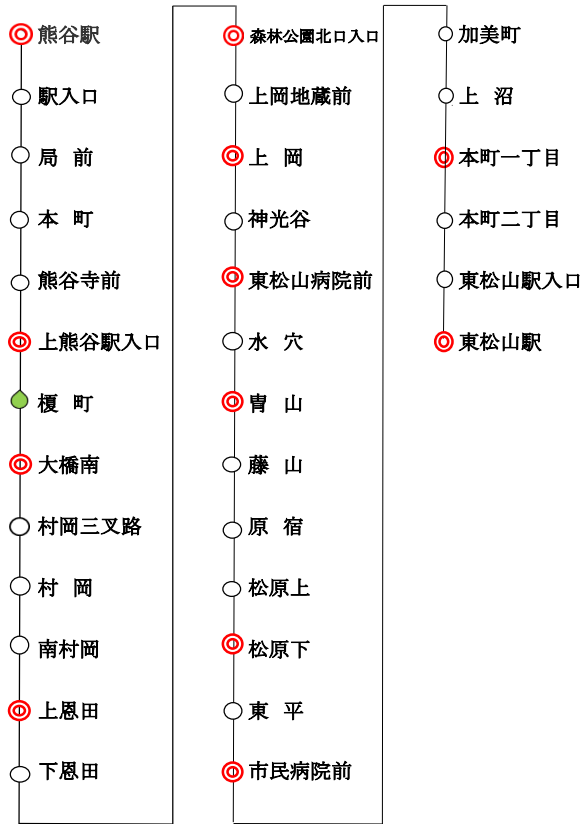 熊谷駅
駅入口
局 前
本 町
熊谷寺前
上熊谷駅入口
榎 町
大橋南
村岡三叉路
村 岡
南村岡
上恩田
下恩田
森林公園北口入口
上岡地蔵前
上 岡
神光谷
東松山病院前
水 穴
冑 山
藤 山
原 宿
松原上
松原下
東 平
市民病院前
加美町
上 沼
本町一丁目
本町二丁目
東松山駅入口
東松山駅